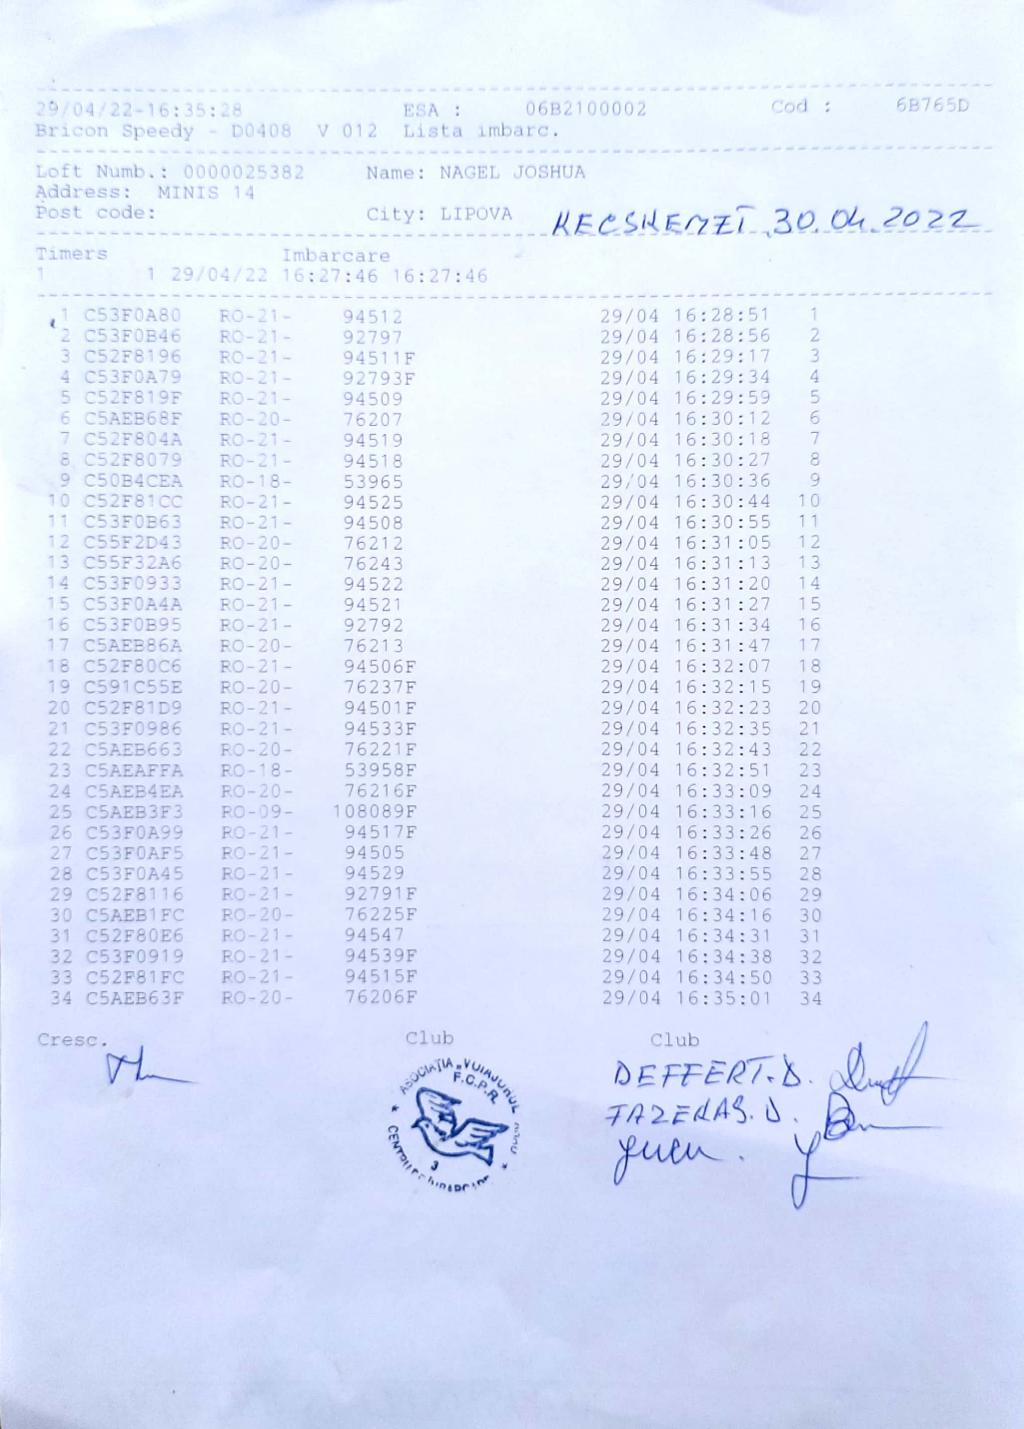 29/04/22-16:35:28 ESA : 06B2100002 Cod : 6B765D
Bricon Speedy - D0408 V 012 Lista imbarc.
Loft Numb.: 0000025382 Name: NAGEL JOSHUA
Address: MINIS 14
Post code: City: LIPOVA KECSKEMZT 30.04.2022
Timers Imbarcare
1 1 29/04/22 16:27:46 16:27:46
1 C53F0A80 RO-21- 94512 29/04 16:28:51 1
2 C53F0B46 RO-21- 92797 29/04 16:28:56 2
3 C52F8196 RO-21- 94511F 29/04 16:29:17 3
4 C53F0A79 RO-21- 92793F 29/04 16:29:34 4
5 C52F819F RO-21- 94509 29/04 16:29:59 5
6 C5AEB68F RO-20- 76207 29/04 16:30:12 6
7 C52F804A RO-21- 94519 29/04 16:30:18 7
8 C52F8079 RO-21- 94518 29/04 16:30:27 8
9 C50B4CEA RO-18- 53965 29/04 16:30:36 9
10 C52F81CC RO-21- 94525 29/04 16:30:44 10
11 C53F0B63 RO-21- 94508 29/04 16:30:55 11
12 C55F2D43 RO-20- 76212 29/04 16:31:05 12
13 C55F32A6 RO-20- 76243 29/04 16:31:13 13
14 C53F0933 RO-21- 94522 29/04 16:31:20 14
15 C53F0A4A RO-21- 94521 29/04 16:31:27 15
16 C53F0B95 RO-21- 92792 29/04 16:31:34 16
17 C5AEB86A RO-20- 76213 29/04 16:31:47 17
18 C52F80C6 RO-21- 94506F 29/04 16:32:07 18
19 C591C55E RO-20- 76237F 29/04 16:32:15 19
20 C52F81D9 RO-21- 94501F 29/04 16:32:23 20
21 C53F0986 RO-21- 94533F 29/04 16:32:35 21
22 C5AEB663 RO-20- 76221F 29/04 16:32:43 22
23 C5AEAFFA RO-18- 53958F 29/04 16:32:51 23
24 C5AEB4EA RO-20- 76216F 29/04 16:33:09 24
25 C5AEB3F3 RO-09- 108089F 29/04 16:33:16 25
26 C53F0A99 RO-21- 94517F 29/04 16:33:26 26
27 C53F0AF5 RO-21- 94505 29/04 16:33:48 27
28 C53F0A45 RO-21- 94529 29/04 16:33:55 28
29 C52F8116 RO-21- 92791F 29/04 16:34:06 29
30 C5AEB1FC RO-20- 76225F 29/04 16:34:16 30
31 C52F80E6 RO-21- 94547 29/04 16:34:31 31
32 C53F0919 RO-21- 94539F 29/04 16:34:38 32
33 C52F81FC RO-21- 94515F 29/04 16:34:50 33
34 C5AEB63F RO-20- 76206F 29/04 16:35:01 34
Cresc. Club Club
ASOCIAȚIA „VOIAJORUL
F.C.P.R.
3
DEFFERT.D.
FAZEKAS.D.